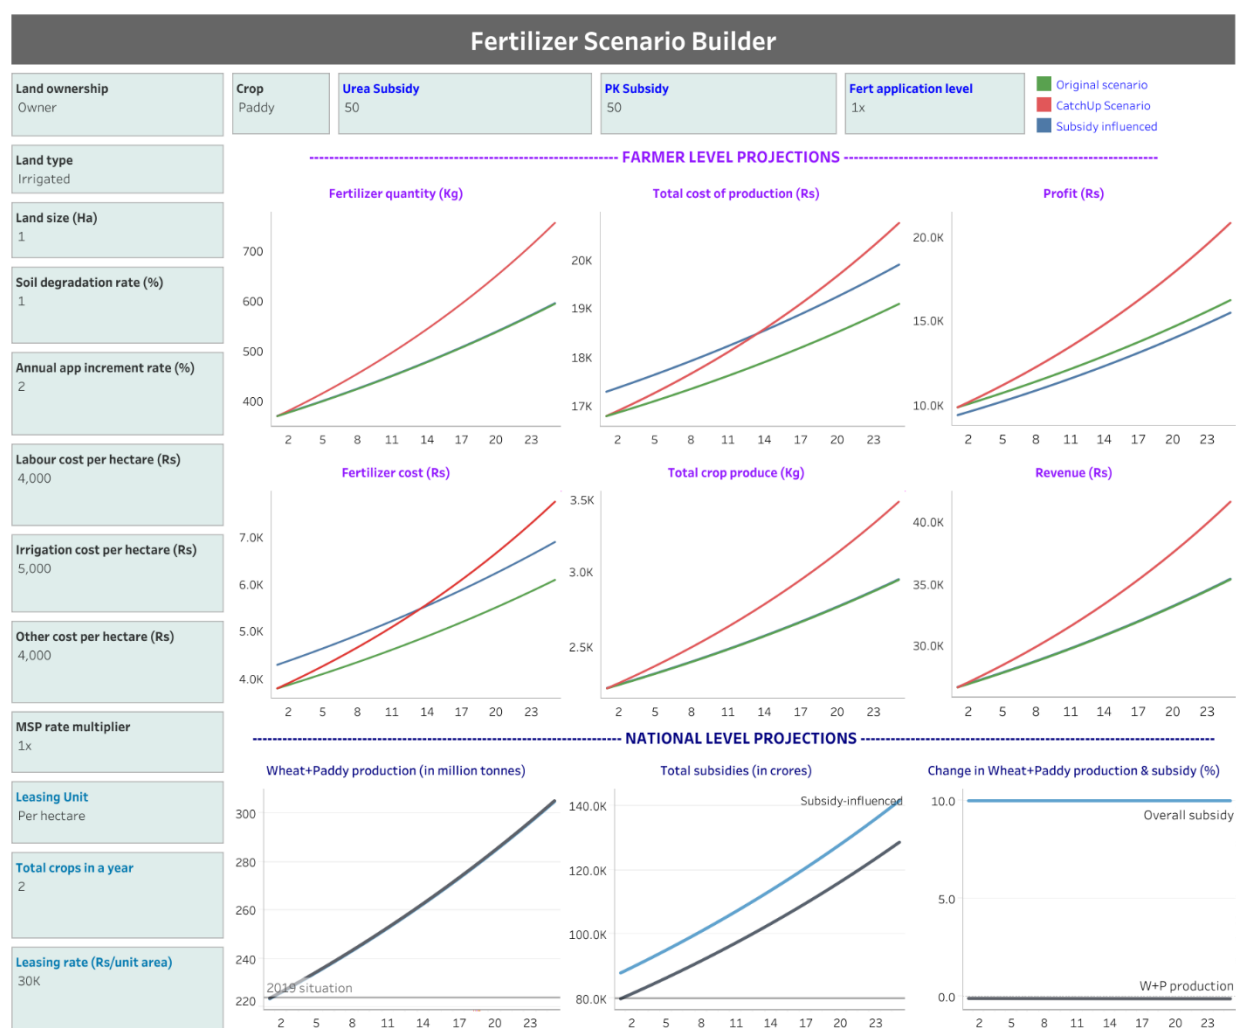 Fertilizer Scenario Builder
Land ownership
Owner
Crop
Paddy
Urea Subsidy
50
PK Subsidy
50
Fert application level
1x
Original scenario
CatchUp Scenario
Subsidy influenced
Land type
Irrigated
Land size (Ha)
1
Soil degradation rate (%)
1
Annual app increment rate (%)
2
Labour cost per hectare (Rs)
4,000
Irrigation cost per hectare (Rs)
5,000
Other cost per hectare (Rs)
4,000
MSP rate multiplier
1x
Leasing Unit
Per hectare
Total crops in a year
2
Leasing rate (Rs/unit area)
30K
FARMER LEVEL PROJECTIONS
Fertilizer quantity (Kg)
700
600
500
400
2 5 8 11 14 17 20 23
Total cost of production (Rs)
20K
19K
18K
17K
2 5 8 11 14 17 20 23
Profit (Rs)
20.0K
15.0K
10.0K
2 5 8 11 14 17 20 23
Fertilizer cost (Rs)
7.0K
6.0K
5.0K
4.0K
2 5 8 11 14 17 20 23
Total crop produce (Kg)
3.5K
3.0K
2.5K
2 5 8 11 14 17 20 23
Revenue (Rs)
40.0K
35.0K
30.0K
2 5 8 11 14 17 20 23
NATIONAL LEVEL PROJECTIONS
Wheat+Paddy production (in million tonnes)
300
280
260
240
220
2019 situation
2 5 8 11 14 17 20 23
Total subsidies (in crores)
Subsidy-influenced
140.0K
120.0K
100.0K
80.0K
2 5 8 11 14 17 20 23
Change in Wheat+Paddy production & subsidy (%)
10.0
Overall subsidy
5.0
W+P production
0.0
2 5 8 11 14 17 20 23